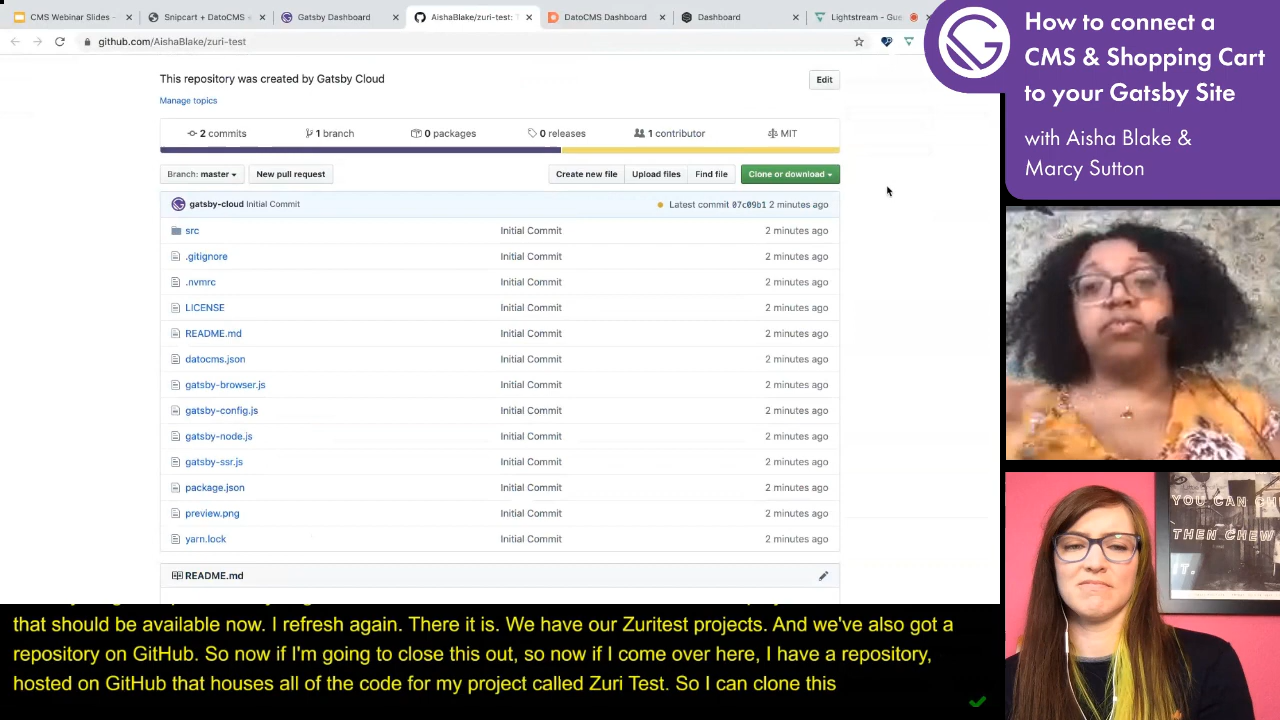 CMS Webinar Slides –
Snipcart + DatoCMS +
Gatsby Dashboard
AishaBlake/zuri-test: T
DatoCMS Dashboard
Dashboard
Lightstream - Gue
github.com/AishaBlake/zuri-test
This repository was created by Gatsby Cloud
Edit
Manage topics
2 commits
1 branch
0 packages
0 releases
1 contributor
MIT
Branch: master
New pull request
Create new file
Upload files
Find file
Clone or download
gatsby-cloud Initial Commit
Latest commit 07c09b1 2 minutes ago
src Initial Commit 2 minutes ago
.gitignore Initial Commit 2 minutes ago
.nvmrc Initial Commit 2 minutes ago
LICENSE Initial Commit 2 minutes ago
README.md Initial Commit 2 minutes ago
datocms.json Initial Commit 2 minutes ago
gatsby-browser.js Initial Commit 2 minutes ago
gatsby-config.js Initial Commit 2 minutes ago
gatsby-node.js Initial Commit 2 minutes ago
gatsby-ssr.js Initial Commit 2 minutes ago
package.json Initial Commit 2 minutes ago
preview.png Initial Commit 2 minutes ago
yarn.lock Initial Commit 2 minutes ago
README.md
How to connect a
CMS & Shopping Cart
to your Gatsby Site
with Aisha Blake &
Marcy Sutton
YOU CAN
THEN CHEW
IT.
that should be available now. I refresh again. There it is. We have our Zuritest projects. And we've also got a
repository on GitHub. So now if I'm going to close this out, so now if I come over here, I have a repository,
hosted on GitHub that houses all of the code for my project called Zuri Test. So I can clone this